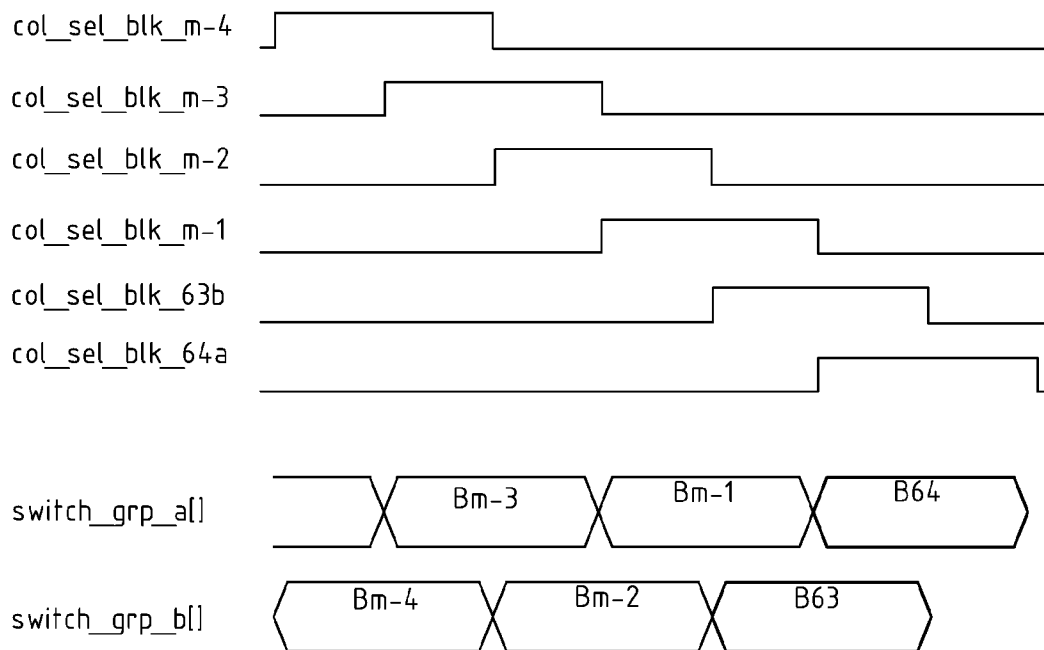 col_sel_blk_m-4
col_sel_blk_m-3
col_sel_blk_m-2
col_sel_blk_m-1
col_sel_blk_63b
col_sel_blk_64a
switch_grp_a[] Bm-3 Bm-1 B64
switch_grp_b[] Bm-4 Bm-2 B63